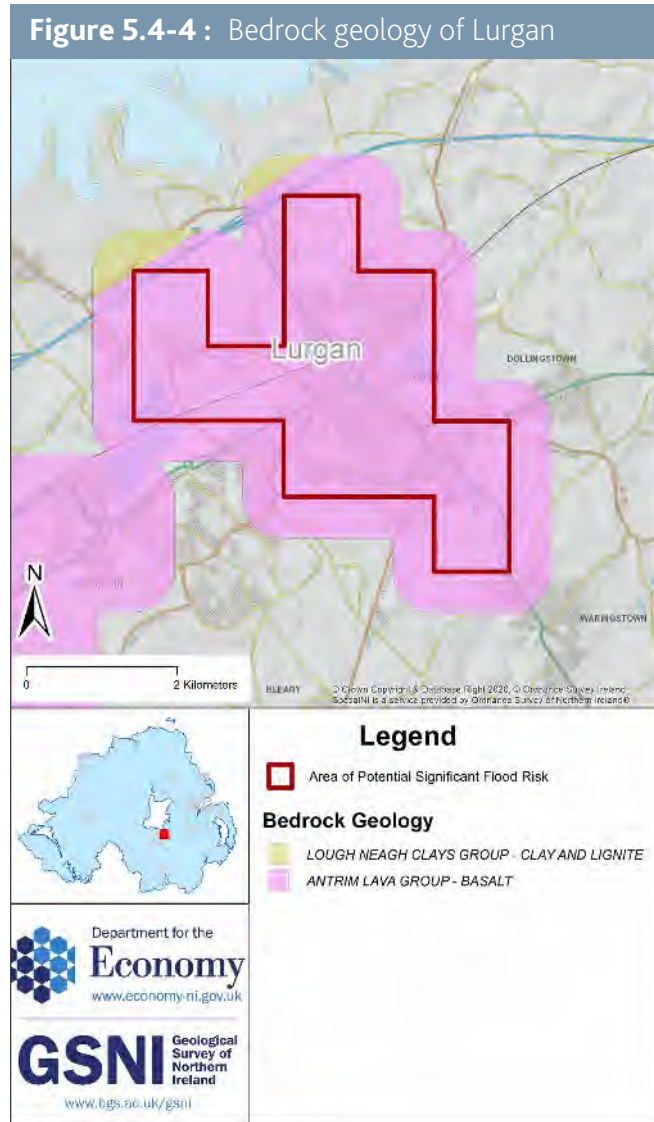 Figure 5.4-4 : Bedrock geology of Lurgan
Lurgan
DOLLINGSTOWN
WARINGSTOWN
N
0 2 Kilometers
BLEARY
© Crown Copyright & Database Right 2020, © Ordnance Survey Ireland,
SpatialNI is a service provided by Ordnance Survey of Northern Ireland©
Legend
Area of Potential Significant Flood Risk
Bedrock Geology
LOUGH NEAGH CLAYS GROUP - CLAY AND LIGNITE
ANTRIM LAVA GROUP - BASALT
Department for the
Economy
www.economy-ni.gov.uk
GSNI
Geological
Survey of
Northern
Ireland
www.bgs.ac.uk/gsni